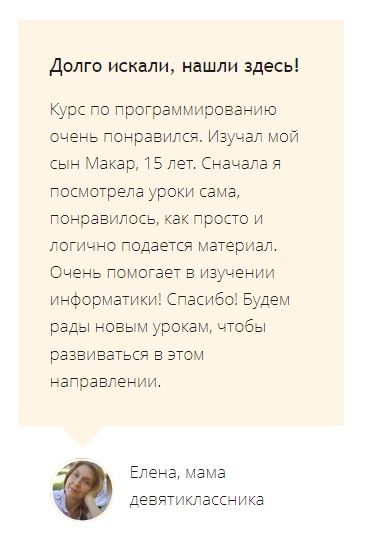 Долго искали, нашли здесь!
Курс по программированию
очень понравился. Изучал мой
сын Макар, 15 лет. Сначала я
посмотрела уроки сама,
понравилось, как просто и
логично подается материал.
Очень помогает в изучении
информатики! Спасибо! Будем
рады новым урокам, чтобы
развиваться в этом
направлении.
Елена, мама
девятиклассника